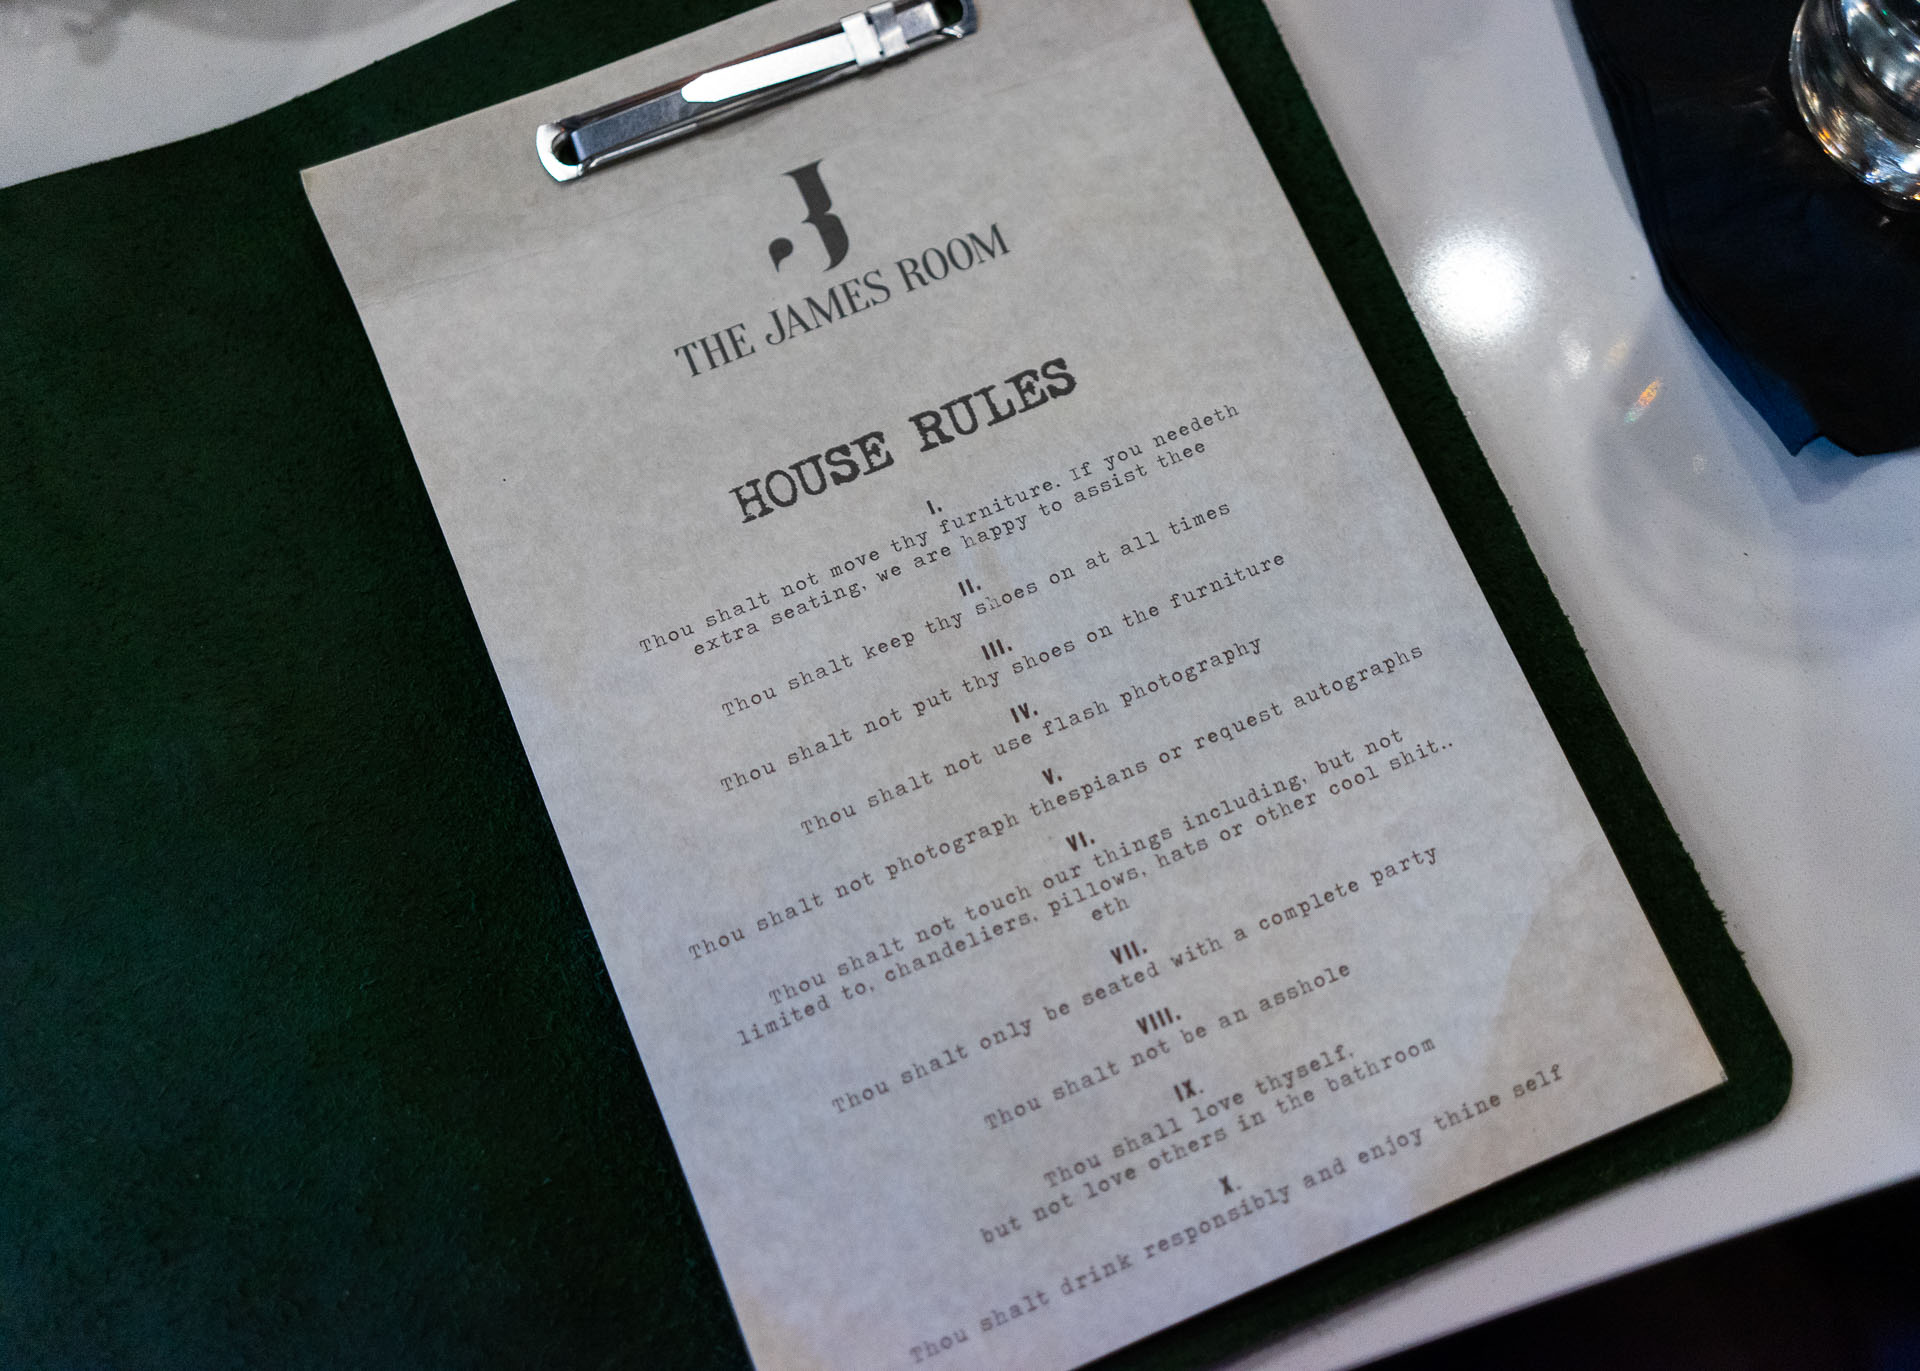 THE JAMES ROOM
HOUSE RULES
I.
Thou shalt not move thy furniture. If you needeth
extra seating, we are happy to assist thee
II.
Thou shalt keep thy shoes on at all times
III.
Thou shalt not put thy shoes on the furniture
IV.
Thou shalt not use flash photography
V.
Thou shalt not photograph thespians or request autographs
VI.
Thou shalt not touch our things including, but not
limited to, chandeliers, pillows, hats or other cool shit..
eth
VII.
Thou shalt only be seated with a complete party
VIII.
Thou shalt not be an asshole
IX.
Thou shall love thyself,
but not love others in the bathroom
X.
Thou shalt drink responsibly and enjoy thine self